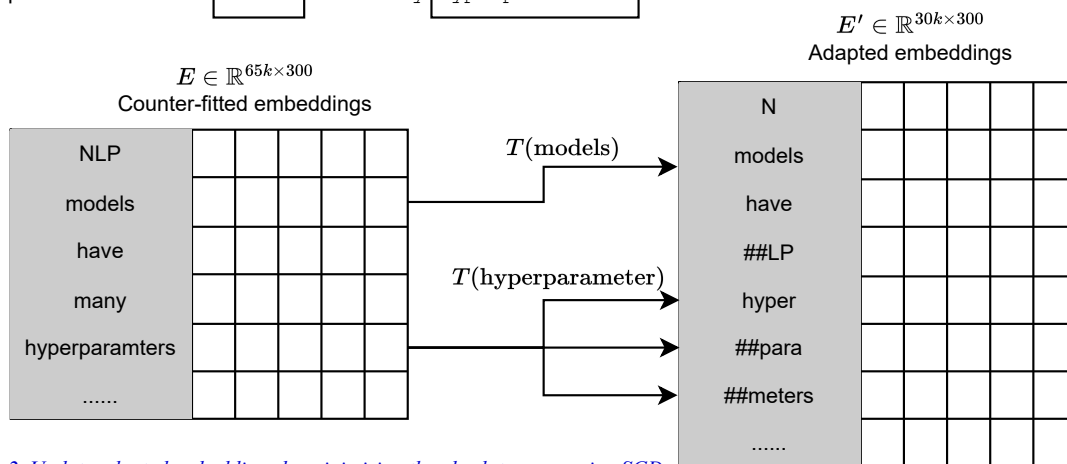 E′ ∈ ℝ^{30k×300}
Adapted embeddings
E ∈ ℝ^{65k×300}
Counter-fitted embeddings
NLP
models
have
many
hyperparamters
......
T(models)
T(hyperparameter)
N
models
have
##LP
hyper
##para
##meters
......